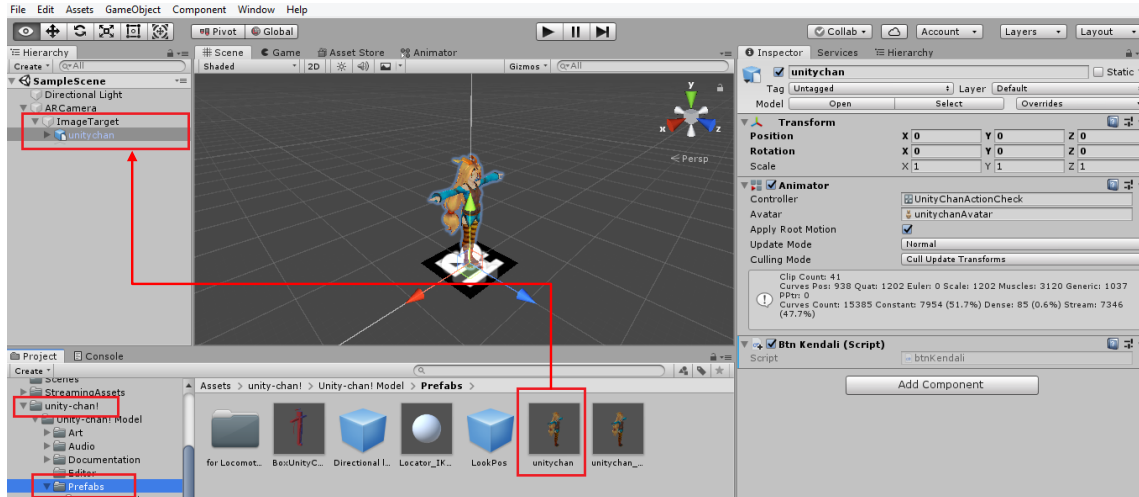 File Edit Assets GameObject Component Window Help
Pivot Global Collab Account Layers Layout
Hierarchy
Create All
SampleScene
Directional Light
ARCamera
ImageTarget
unitychan
Scene Game Asset Store Animator
Shaded 2D Gizmos All
y
x z
Persp
Inspector Services Hierarchy
unitychan Static
Tag Untagged Layer Default
Model Open Select Overrides
Transform
Position X 0 Y 0 Z 0
Rotation X 0 Y 0 Z 0
Scale X 1 Y 1 Z 1
Animator
Controller UnityChanActionCheck
Avatar unitychanAvatar
Apply Root Motion
Update Mode Normal
Culling Mode Cull Update Transforms
Clip Count: 41
Curves Pos: 938 Quat: 1202 Euler: 0 Scale: 1202 Muscles: 3120 Generic: 1037
PPtr: 0
Curves Count: 15385 Constant: 7954 (51.7%) Dense: 85 (0.6%) Stream: 7346
(47.7%)
Btn Kendali (Script)
Script btnKendali
Add Component
Project Console
Create
Scenes
StreamingAssets
unity-chan!
Unity-chan! Model
Art
Audio
Documentation
Editor
Prefabs
Assets > unity-chan! > Unity-chan! Model > Prefabs >
for Locomot... BoxUnityC... Directional l... Locator_IK... LookPos unitychan unitychan_...